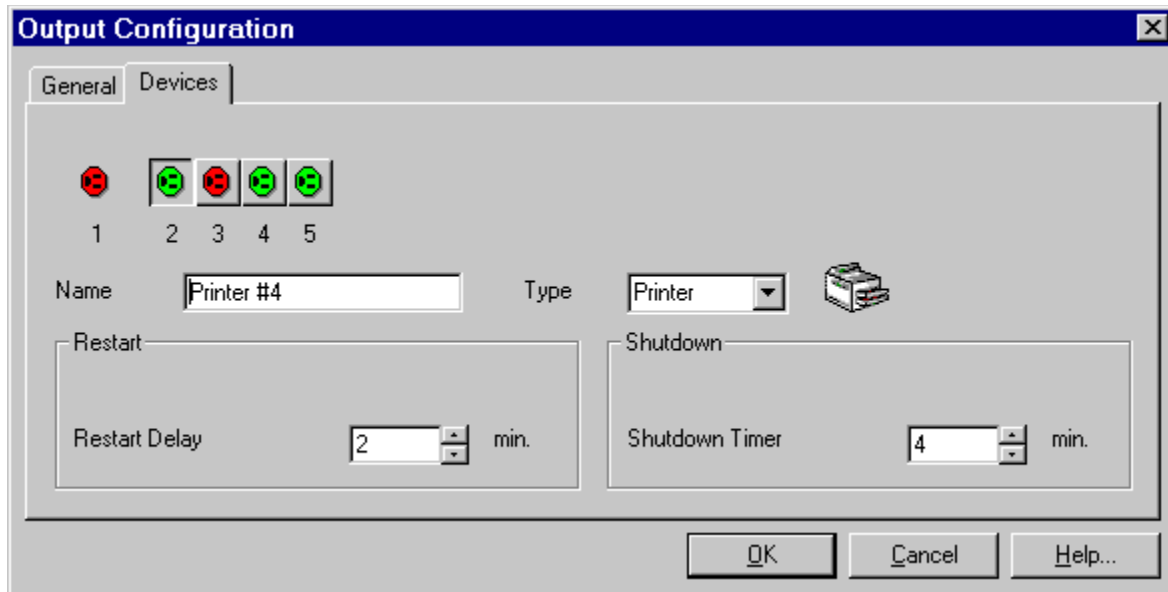 Output Configuration
General Devices
1 2 3 4 5
Name Printer #4 Type Printer
Restart Shutdown
Restart Delay 2 min. Shutdown Timer 4 min.
OK Cancel Help...